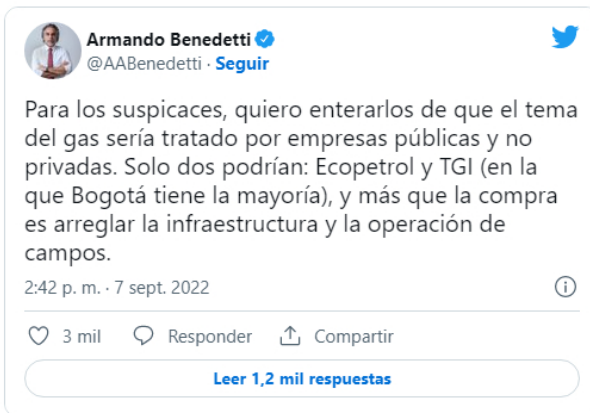 Armando Benedetti
@AABenedetti · Seguir
Para los suspicaces, quiero enterarlos de que el tema
del gas sería tratado por empresas públicas y no
privadas. Solo dos podrían: Ecopetrol y TGI (en la
que Bogotá tiene la mayoría), y más que la compra
es arreglar la infraestructura y la operación de
campos.
2:42 p. m. · 7 sept. 2022
3 mil Responder Compartir
Leer 1,2 mil respuestas